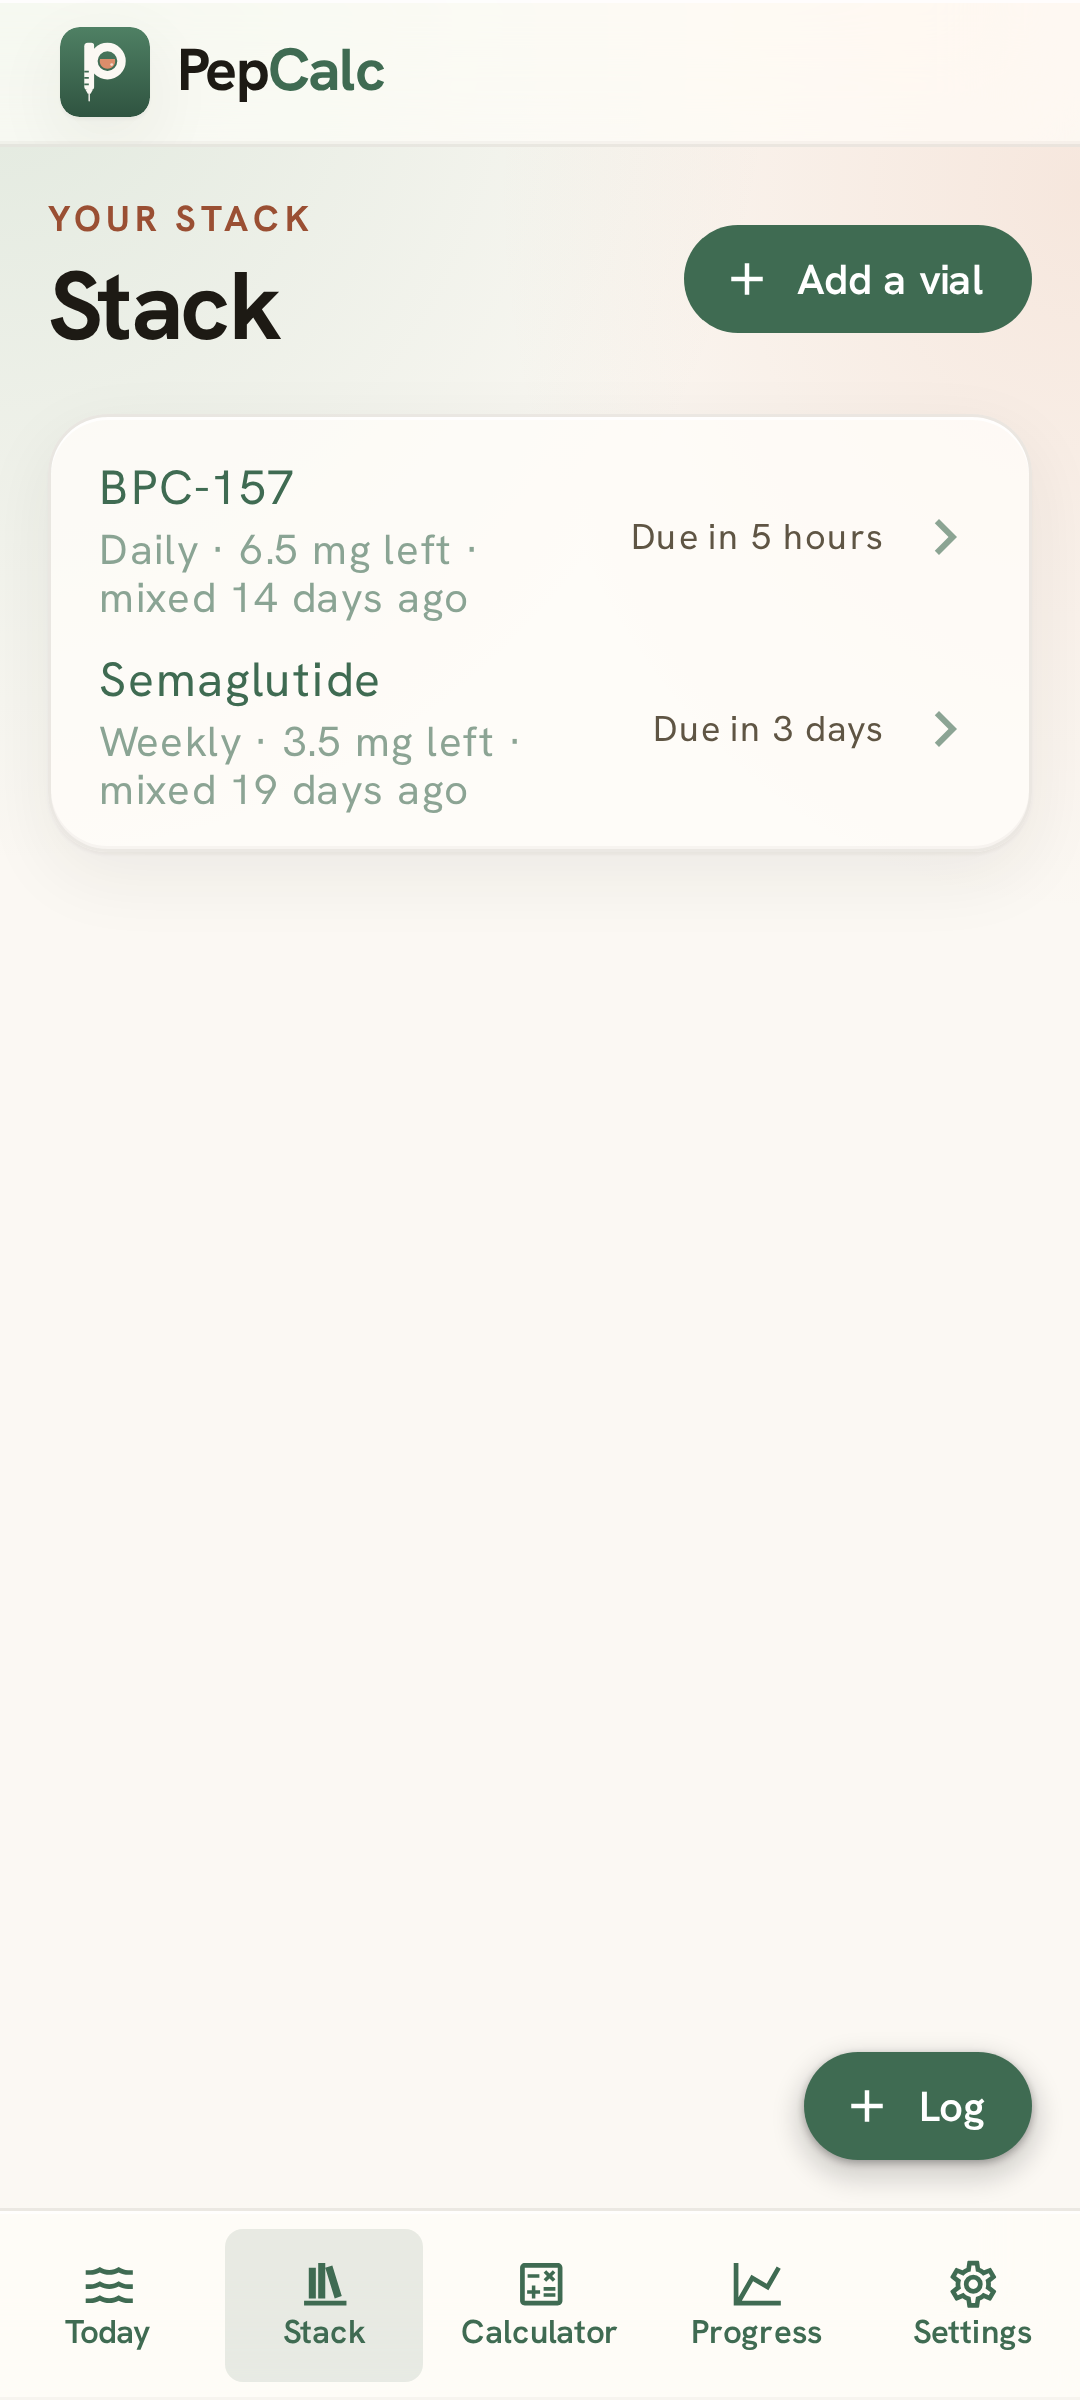 PepCalc
YOUR STACK
Stack
+ Add a vial
BPC-157
Daily · 6.5 mg left ·
mixed 14 days ago
Due in 5 hours
Semaglutide
Weekly · 3.5 mg left ·
mixed 19 days ago
Due in 3 days
+ Log
Today
Stack
Calculator
Progress
Settings